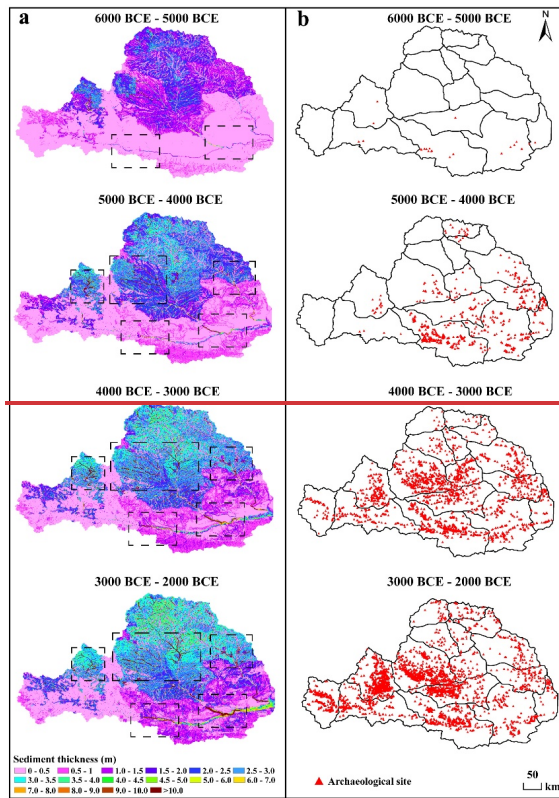 a
b
N
6000 BCE - 5000 BCE
6000 BCE - 5000 BCE
5000 BCE - 4000 BCE
5000 BCE - 4000 BCE
4000 BCE - 3000 BCE
4000 BCE - 3000 BCE
3000 BCE - 2000 BCE
3000 BCE - 2000 BCE
Sediment thickness (m)
0 - 0.5 0.5 - 1 1.0 - 1.5 1.5 - 2.0 2.0 - 2.5 2.5 - 3.0
3.0 - 3.5 3.5 - 4.0 4.0 - 4.5 4.5 - 5.0 5.0 - 6.0 6.0 - 7.0
7.0 - 8.0 8.0 - 9.0 9.0 - 10.0 >10.0
Archaeological site
50
km